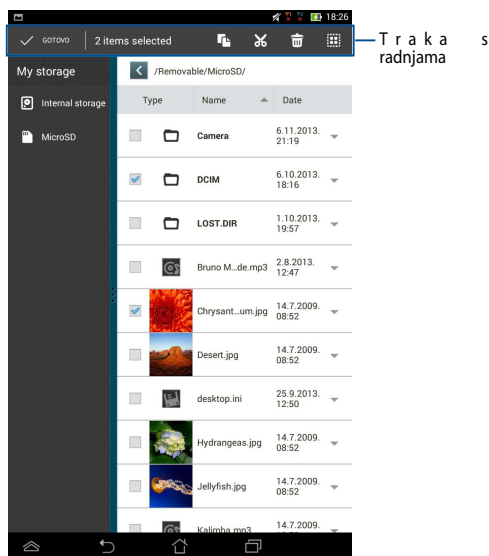 18:26
GOTOVO 2 items selected
Traka s
radnjama
My storage
/Removable/MicroSD/
Internal storage
MicroSD
Type Name Date
Camera 6.11.2013.
21:19
DCIM 6.10.2013.
18:16
LOST.DIR 1.10.2013.
19:57
Bruno M...de.mp3 2.8.2013.
12:47
Chrysant...um.jpg 14.7.2009.
08:52
Desert.jpg 14.7.2009.
08:52
desktop.ini 25.9.2013.
12:50
Hydrangeas.jpg 14.7.2009.
08:52
Jellyfish.jpg 14.7.2009.
08:52
Kalimba.mp3 14.7.2009.